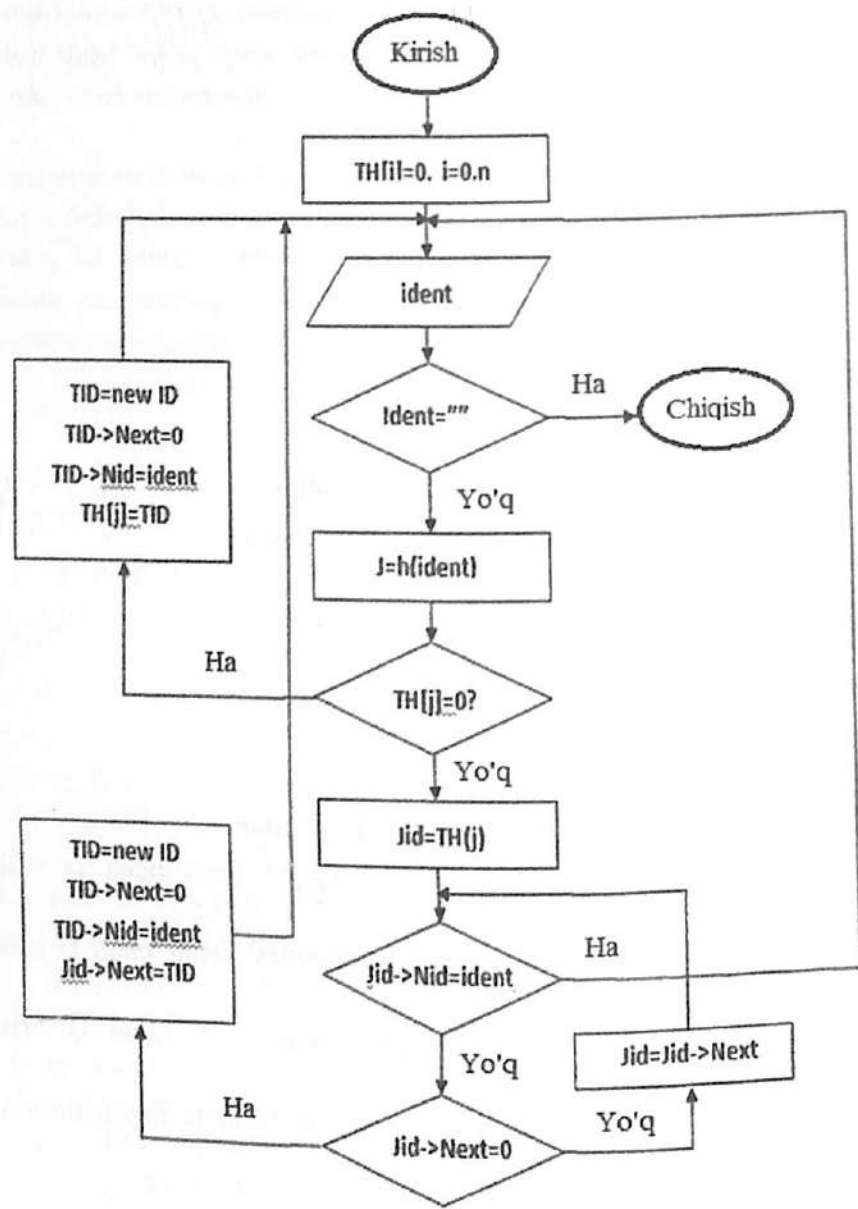 Kirish
TH[i]=0. i=0.n
ident
Ident=""
Ha
Chiqish
Yo'q
TID=new ID
TID->Next=0
TID->Nid=ident
TH[j]=TID
J=h(ident)
Ha
TH[j]=0?
Yo'q
Jid=TH(j)
TID=new ID
TID->Next=0
TID->Nid=ident
Jid->Next=TID
Jid->Nid=ident
Ha
Yo'q
Jid=Jid->Next
Ha
Jid->Next=0
Yo'q